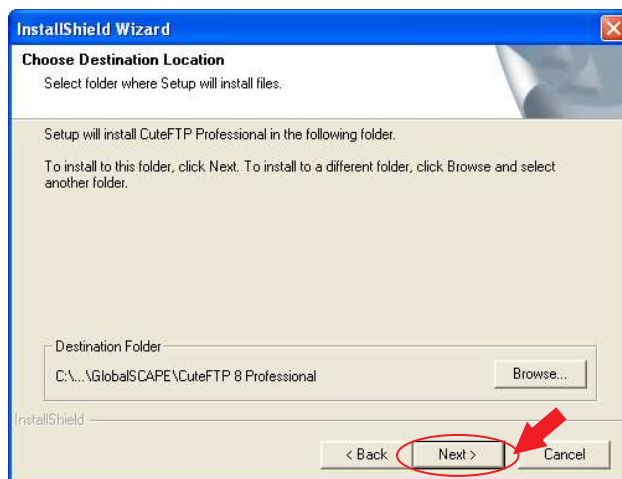 InstallShield Wizard
Choose Destination Location
Select folder where Setup will install files.
Setup will install CuteFTP Professional in the following folder.
To install to this folder, click Next. To install to a different folder, click Browse and select
another folder.
Destination Folder
C:\...\GlobalSCAPE\CuteFTP 8 Professional
Browse...
InstallShield
< Back
Next >
Cancel